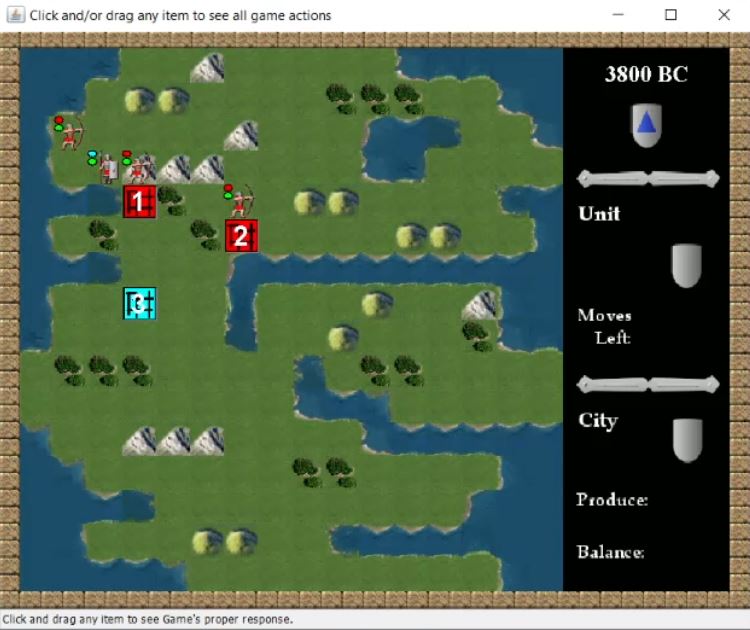 Click and/or drag any item to see all game actions
3800 BC
1
2
3
Unit
Moves
Left:
City
Produce:
Balance:
Click and drag any item to see Game's proper response.